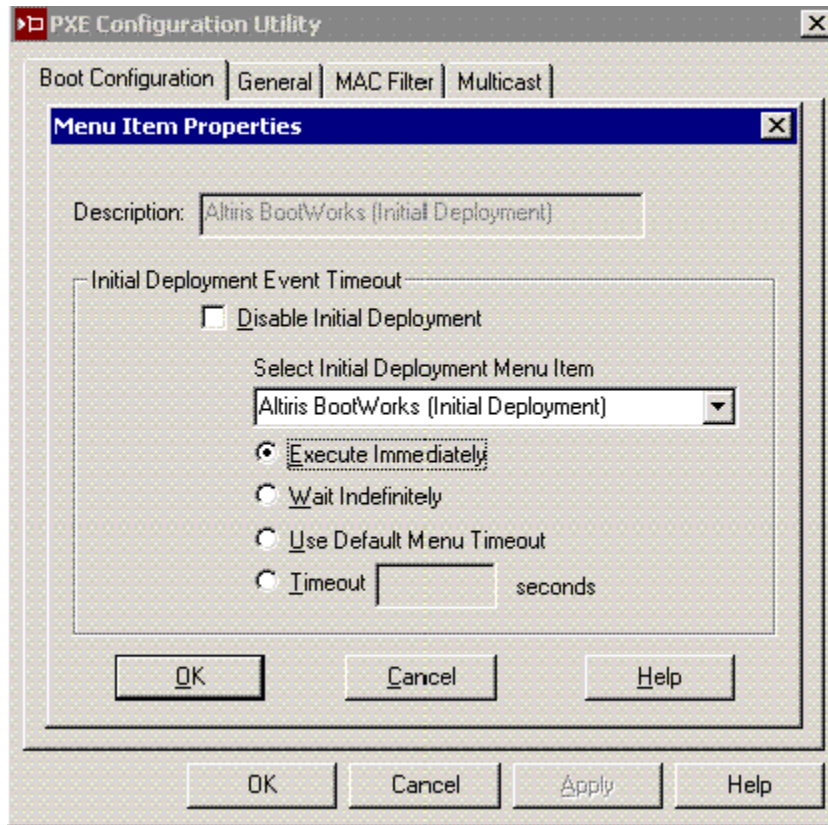 PXE Configuration Utility
Boot Configuration General MAC Filter Multicast
Menu Item Properties
Description: Altiris BootWorks (Initial Deployment)
Initial Deployment Event Timeout
Disable Initial Deployment
Select Initial Deployment Menu Item
Altiris BootWorks (Initial Deployment)
Execute Immediately
Wait Indefinitely
Use Default Menu Timeout
Timeout seconds
OK Cancel Help
OK Cancel Apply Help